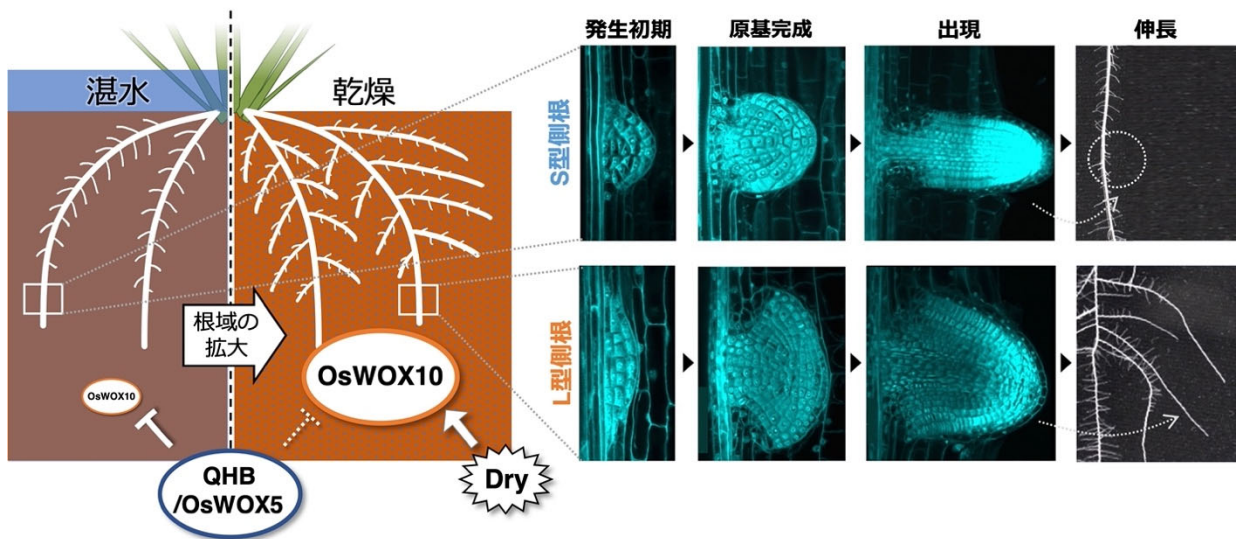 湛水
乾燥
根域の
拡大
OsWOX10
OsWOX10
QHB
/OsWOX5
Dry
発生初期
原基完成
出現
伸長
S型側根
L型側根